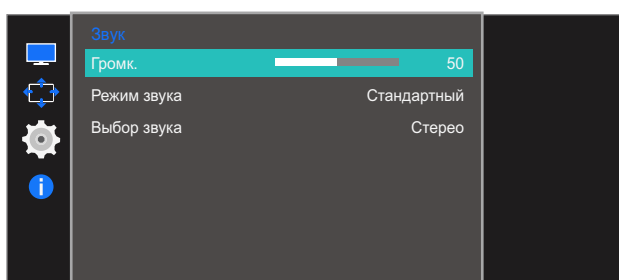 Звук
Громк. 50
Режим звука Стандартный
Выбор звука Стерео